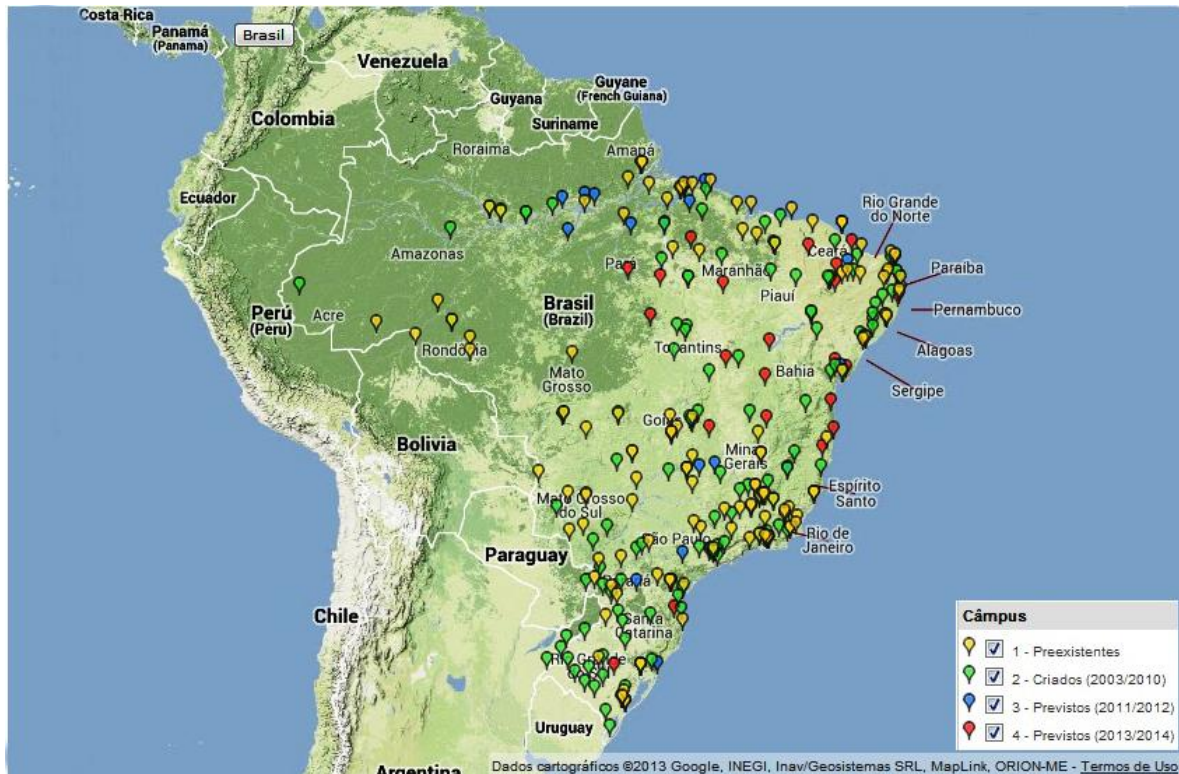 Costa Rica
Panamá
(Panama)
Brasil
Venezuela
Guyana
Guyane
(French Guiana)
Suriname
Colombia
Roraima
Amapá
Ecuador
Rio Grande
do Norte
Amazonas
Pará
Maranhão
Ceará
Paraíba
Piauí
Perú
(Peru)
Acre
Brasil
(Brazil)
Pernambuco
Rondônia
Tocantins
Alagoas
Mato
Grosso
Bahia
Sergipe
Goiás
Bolivia
Minas
Gerais
Mato Grosso
do Sul
Espírito
Santo
São Paulo
Rio de
Janeiro
Paraguay
Paraná
Chile
Santa
Catarina
Rio Grande
do Sul
Uruguay
Argentina
Câmpus
1 - Preexistentes
2 - Criados (2003/2010)
3 - Previstos (2011/2012)
4 - Previstos (2013/2014)
Dados cartográficos ©2013 Google, INEGI, Inav/Geosistemas SRL, MapLink, ORION-ME - Termos de Uso